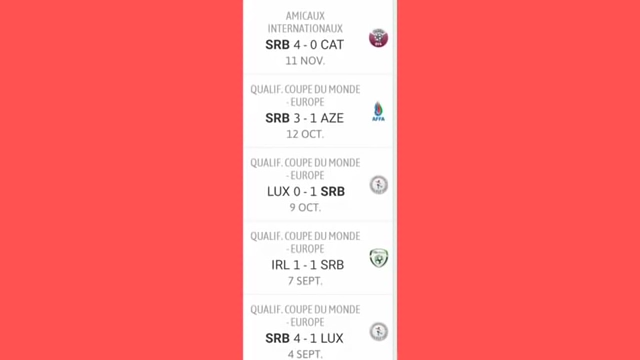 AMICAUX
INTERNATIONAUX
SRB 4 - 0 CAT
11 NOV.
QUALIF. COUPE DU MONDE
- EUROPE
SRB 3 - 1 AZE
AFFA
12 OCT.
QUALIF. COUPE DU MONDE
- EUROPE
LUX 0 - 1 SRB
9 OCT.
QUALIF. COUPE DU MONDE
- EUROPE
IRL 1 - 1 SRB
7 SEPT.
QUALIF. COUPE DU MONDE
- EUROPE
SRB 4 - 1 LUX
4 SEPT.